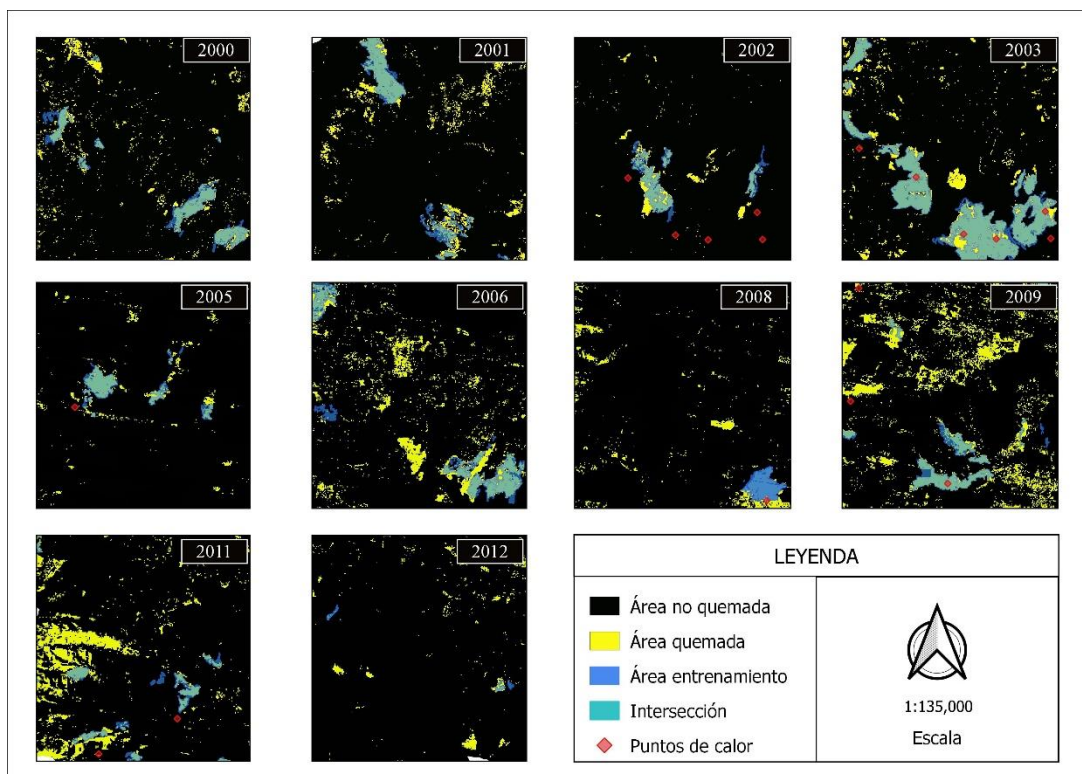 2000
2001
2002
2003
2005
2006
2008
2009
2011
2012
LEYENDA
Área no quemada
Área quemada
Área entrenamiento
Intersección
Puntos de calor
1:135,000
Escala